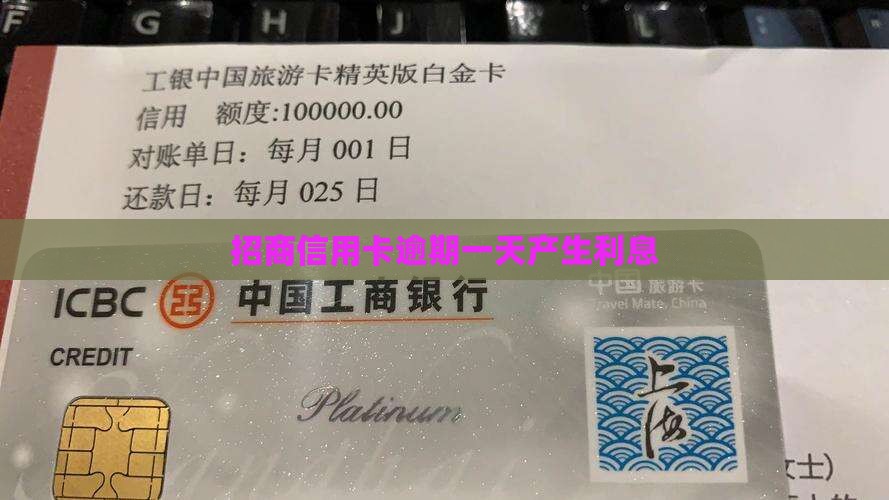 F G H J L
工银中国旅游卡精英版白金卡
信用 额度:100000.00
对账单日：每月 001 日
还款日：每月 025 日
招商信用卡逾期一天产生利息
ICBC 中国工商银行
中国 旅游卡
Travel Mate, China
CREDIT
Platinum
上海
女士)